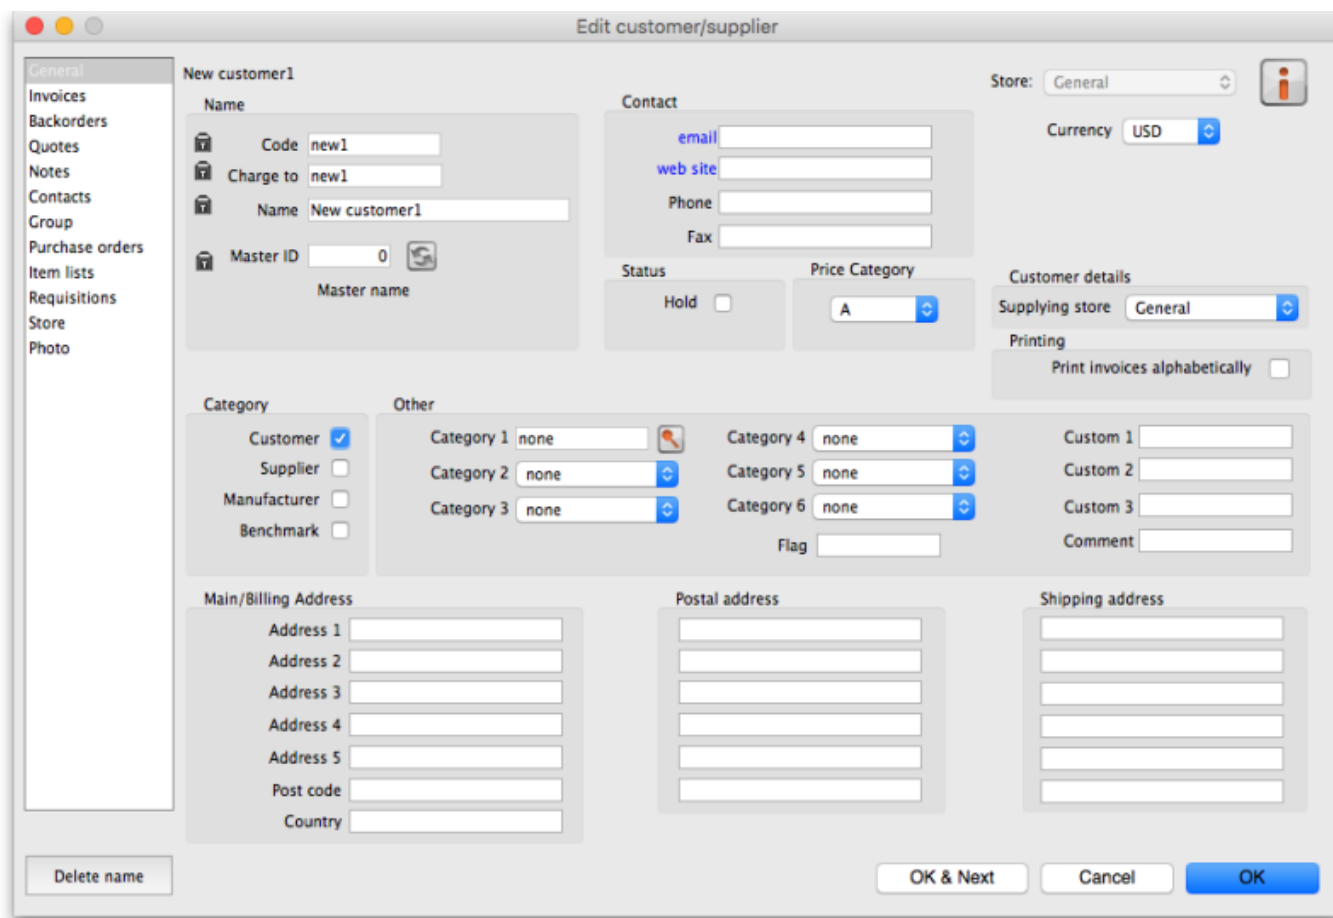 Edit customer/supplier
General
Invoices
Backorders
Quotes
Notes
Contacts
Group
Purchase orders
Item lists
Requisitions
Store
Photo
New customer1
Store: General
Currency USD
Name
Code new1
Charge to new1
Name New customer1
Master ID 0
Master name
Contact
email
web site
Phone
Fax
Status
Hold
Price Category
A
Customer details
Supplying store General
Printing
Print invoices alphabetically
Category
Customer
Supplier
Manufacturer
Benchmark
Other
Category 1 none
Category 2 none
Category 3 none
Category 4 none
Category 5 none
Category 6 none
Flag
Custom 1
Custom 2
Custom 3
Comment
Main/Billing Address
Address 1
Address 2
Address 3
Address 4
Address 5
Post code
Country
Postal address
Shipping address
Delete name
OK & Next
Cancel
OK